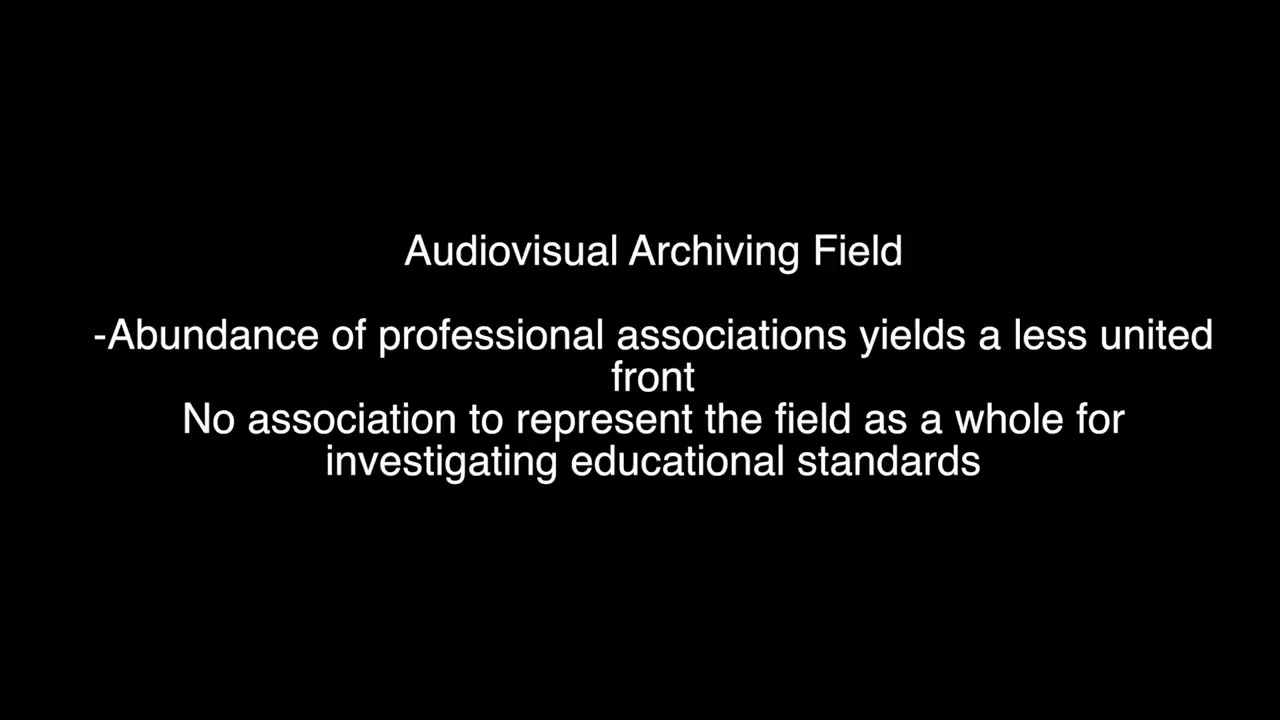 Audiovisual Archiving Field
-Abundance of professional associations yields a less united
front
No association to represent the field as a whole for
investigating educational standards